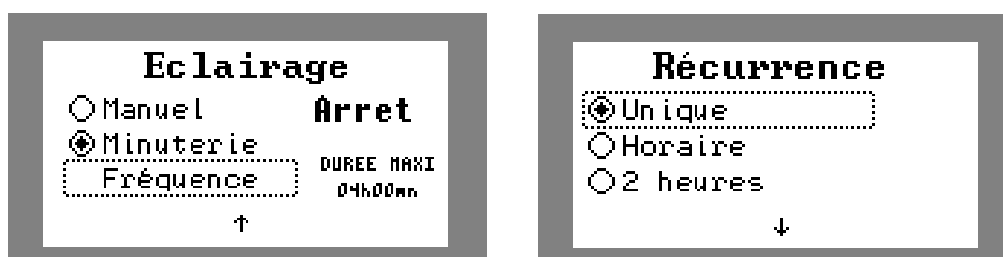 Eclairage
Manuel Arret
Minuterie
Fréquence
DUREE MAXI
04h00mn
↑
Récurrence
Unique
Horaire
2 heures
↓